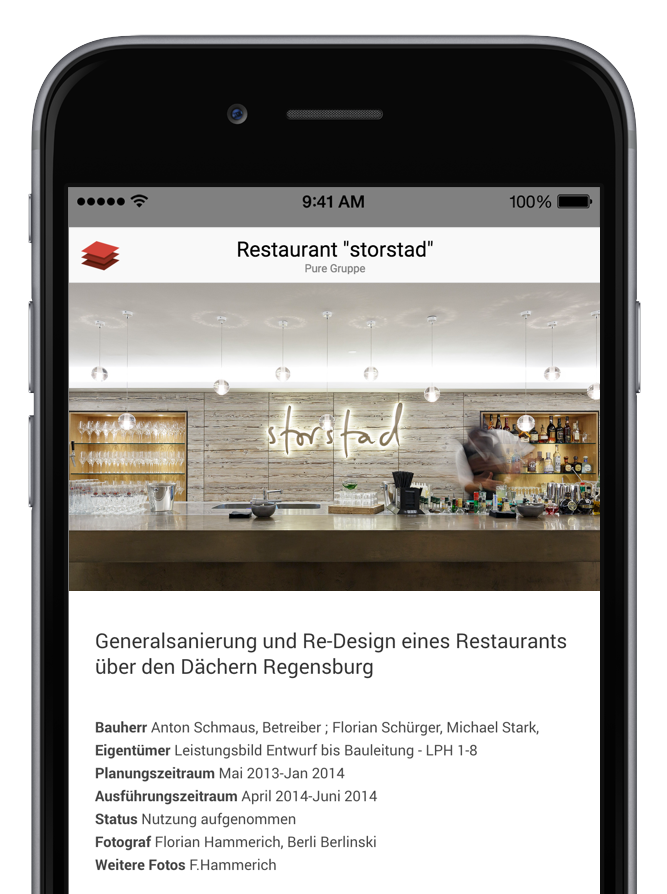 9:41 AM
100%
Restaurant "storstad"
Pure Gruppe
storstad
Generalsanierung und Re-Design eines Restaurants
über den Dächern Regensburg
Bauherr Anton Schmaus, Betreiber ; Florian Schürger, Michael Stark,
Eigentümer Leistungsbild Entwurf bis Bauleitung - LPH 1-8
Planungszeitraum Mai 2013-Jan 2014
Ausführungszeitraum April 2014-Juni 2014
Status Nutzung aufgenommen
Fotograf Florian Hammerich, Berli Berlinski
Weitere Fotos F.Hammerich